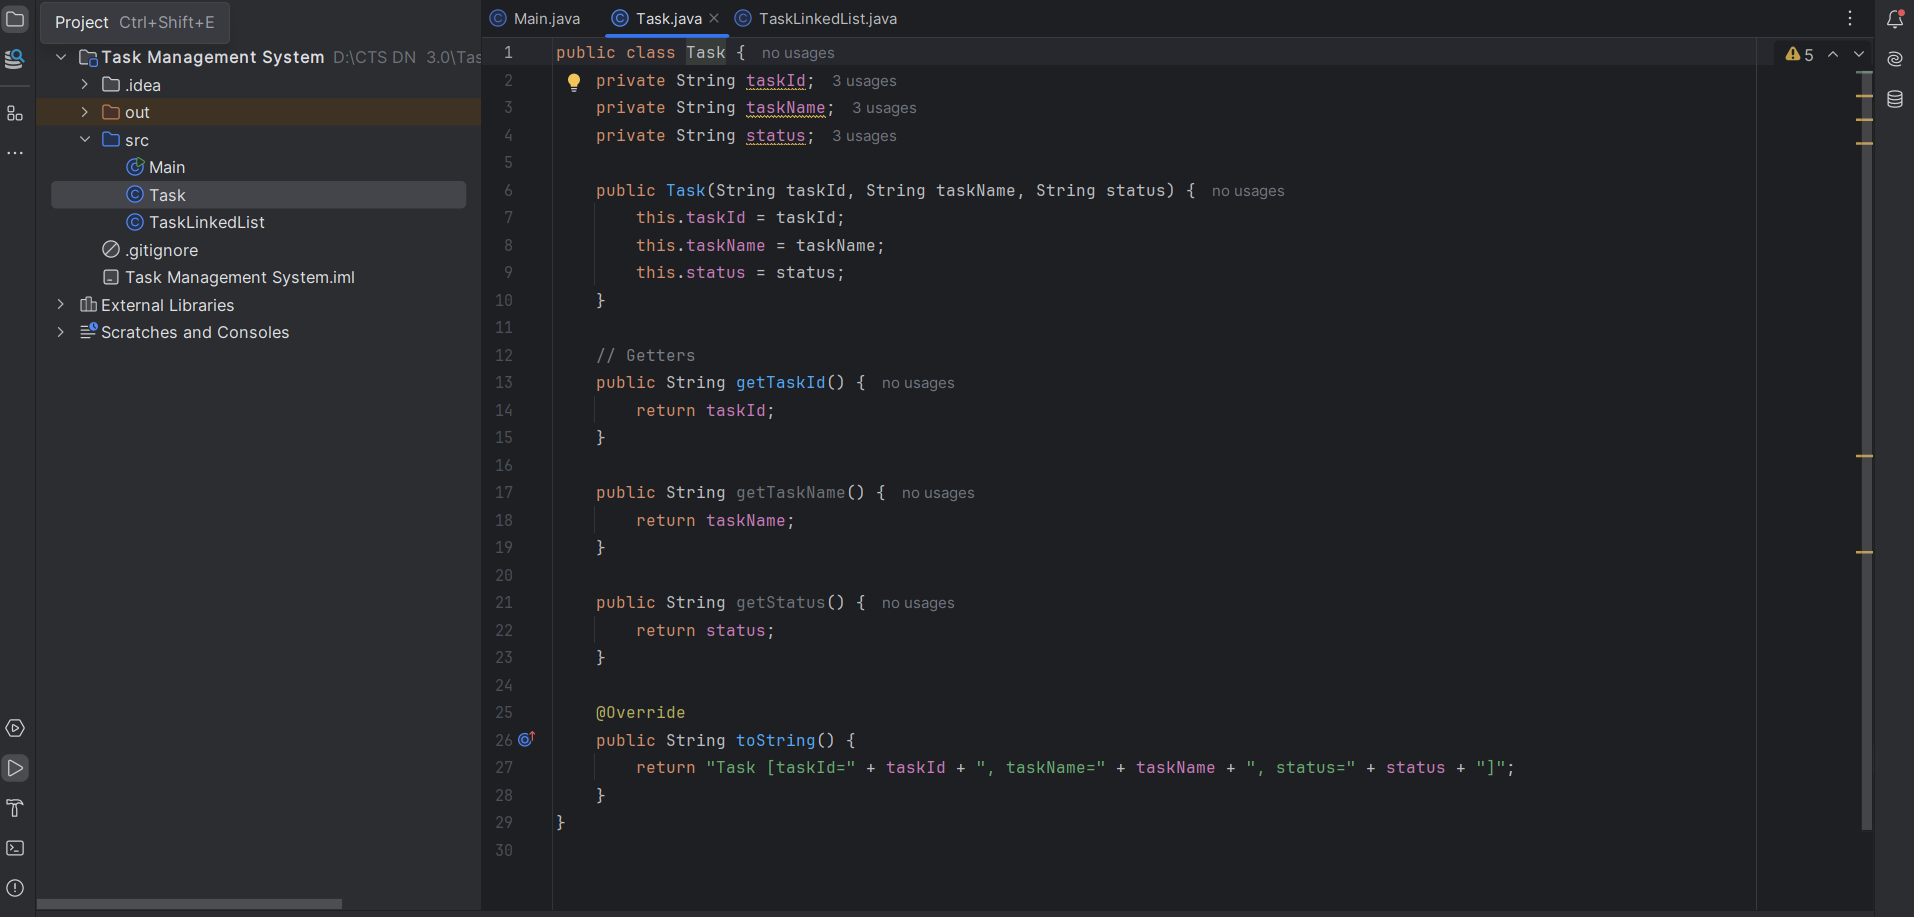 Project Ctrl+Shift+E
Task Management System D:\CTS DN 3.0\Tas
.idea
out
src
Main
Task
TaskLinkedList
.gitignore
Task Management System.iml
External Libraries
Scratches and Consoles
Main.java Task.java TaskLinkedList.java
5
1 public class Task { no usages
2 private String taskId; 3 usages
3 private String taskName; 3 usages
4 private String status; 3 usages
5
6 public Task(String taskId, String taskName, String status) { no usages
7 this.taskId = taskId;
8 this.taskName = taskName;
9 this.status = status;
10 }
11
12 // Getters
13 public String getTaskId() { no usages
14 return taskId;
15 }
16
17 public String getTaskName() { no usages
18 return taskName;
19 }
20
21 public String getStatus() { no usages
22 return status;
23 }
24
25 @Override
26 public String toString() {
27 return "Task [taskId=" + taskId + ", taskName=" + taskName + ", status=" + status + "]";
28 }
29 }
30